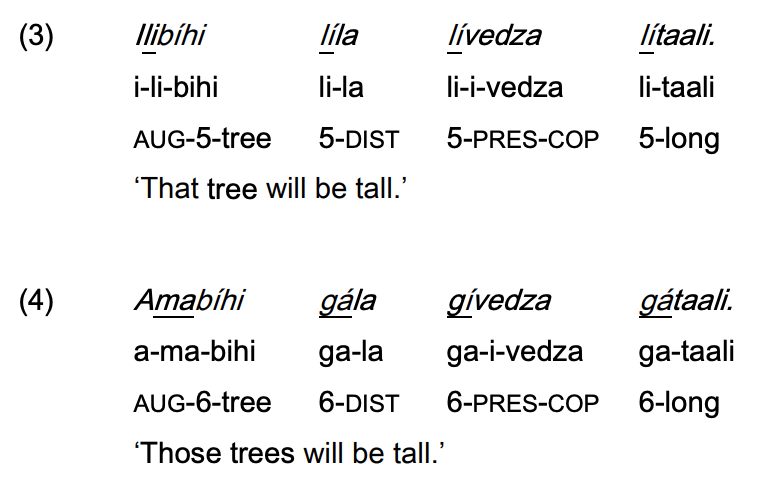 (3) Ilibíhi líla lívedza lítaali.
i-li-bihi li-la li-i-vedza li-taali
AUG-5-tree 5-DIST 5-PRES-COP 5-long
‘That tree will be tall.’
(4) Amabíhi gála gívedza gátaali.
a-ma-bihi ga-la ga-i-vedza ga-taali
AUG-6-tree 6-DIST 6-PRES-COP 6-long
‘Those trees will be tall.’